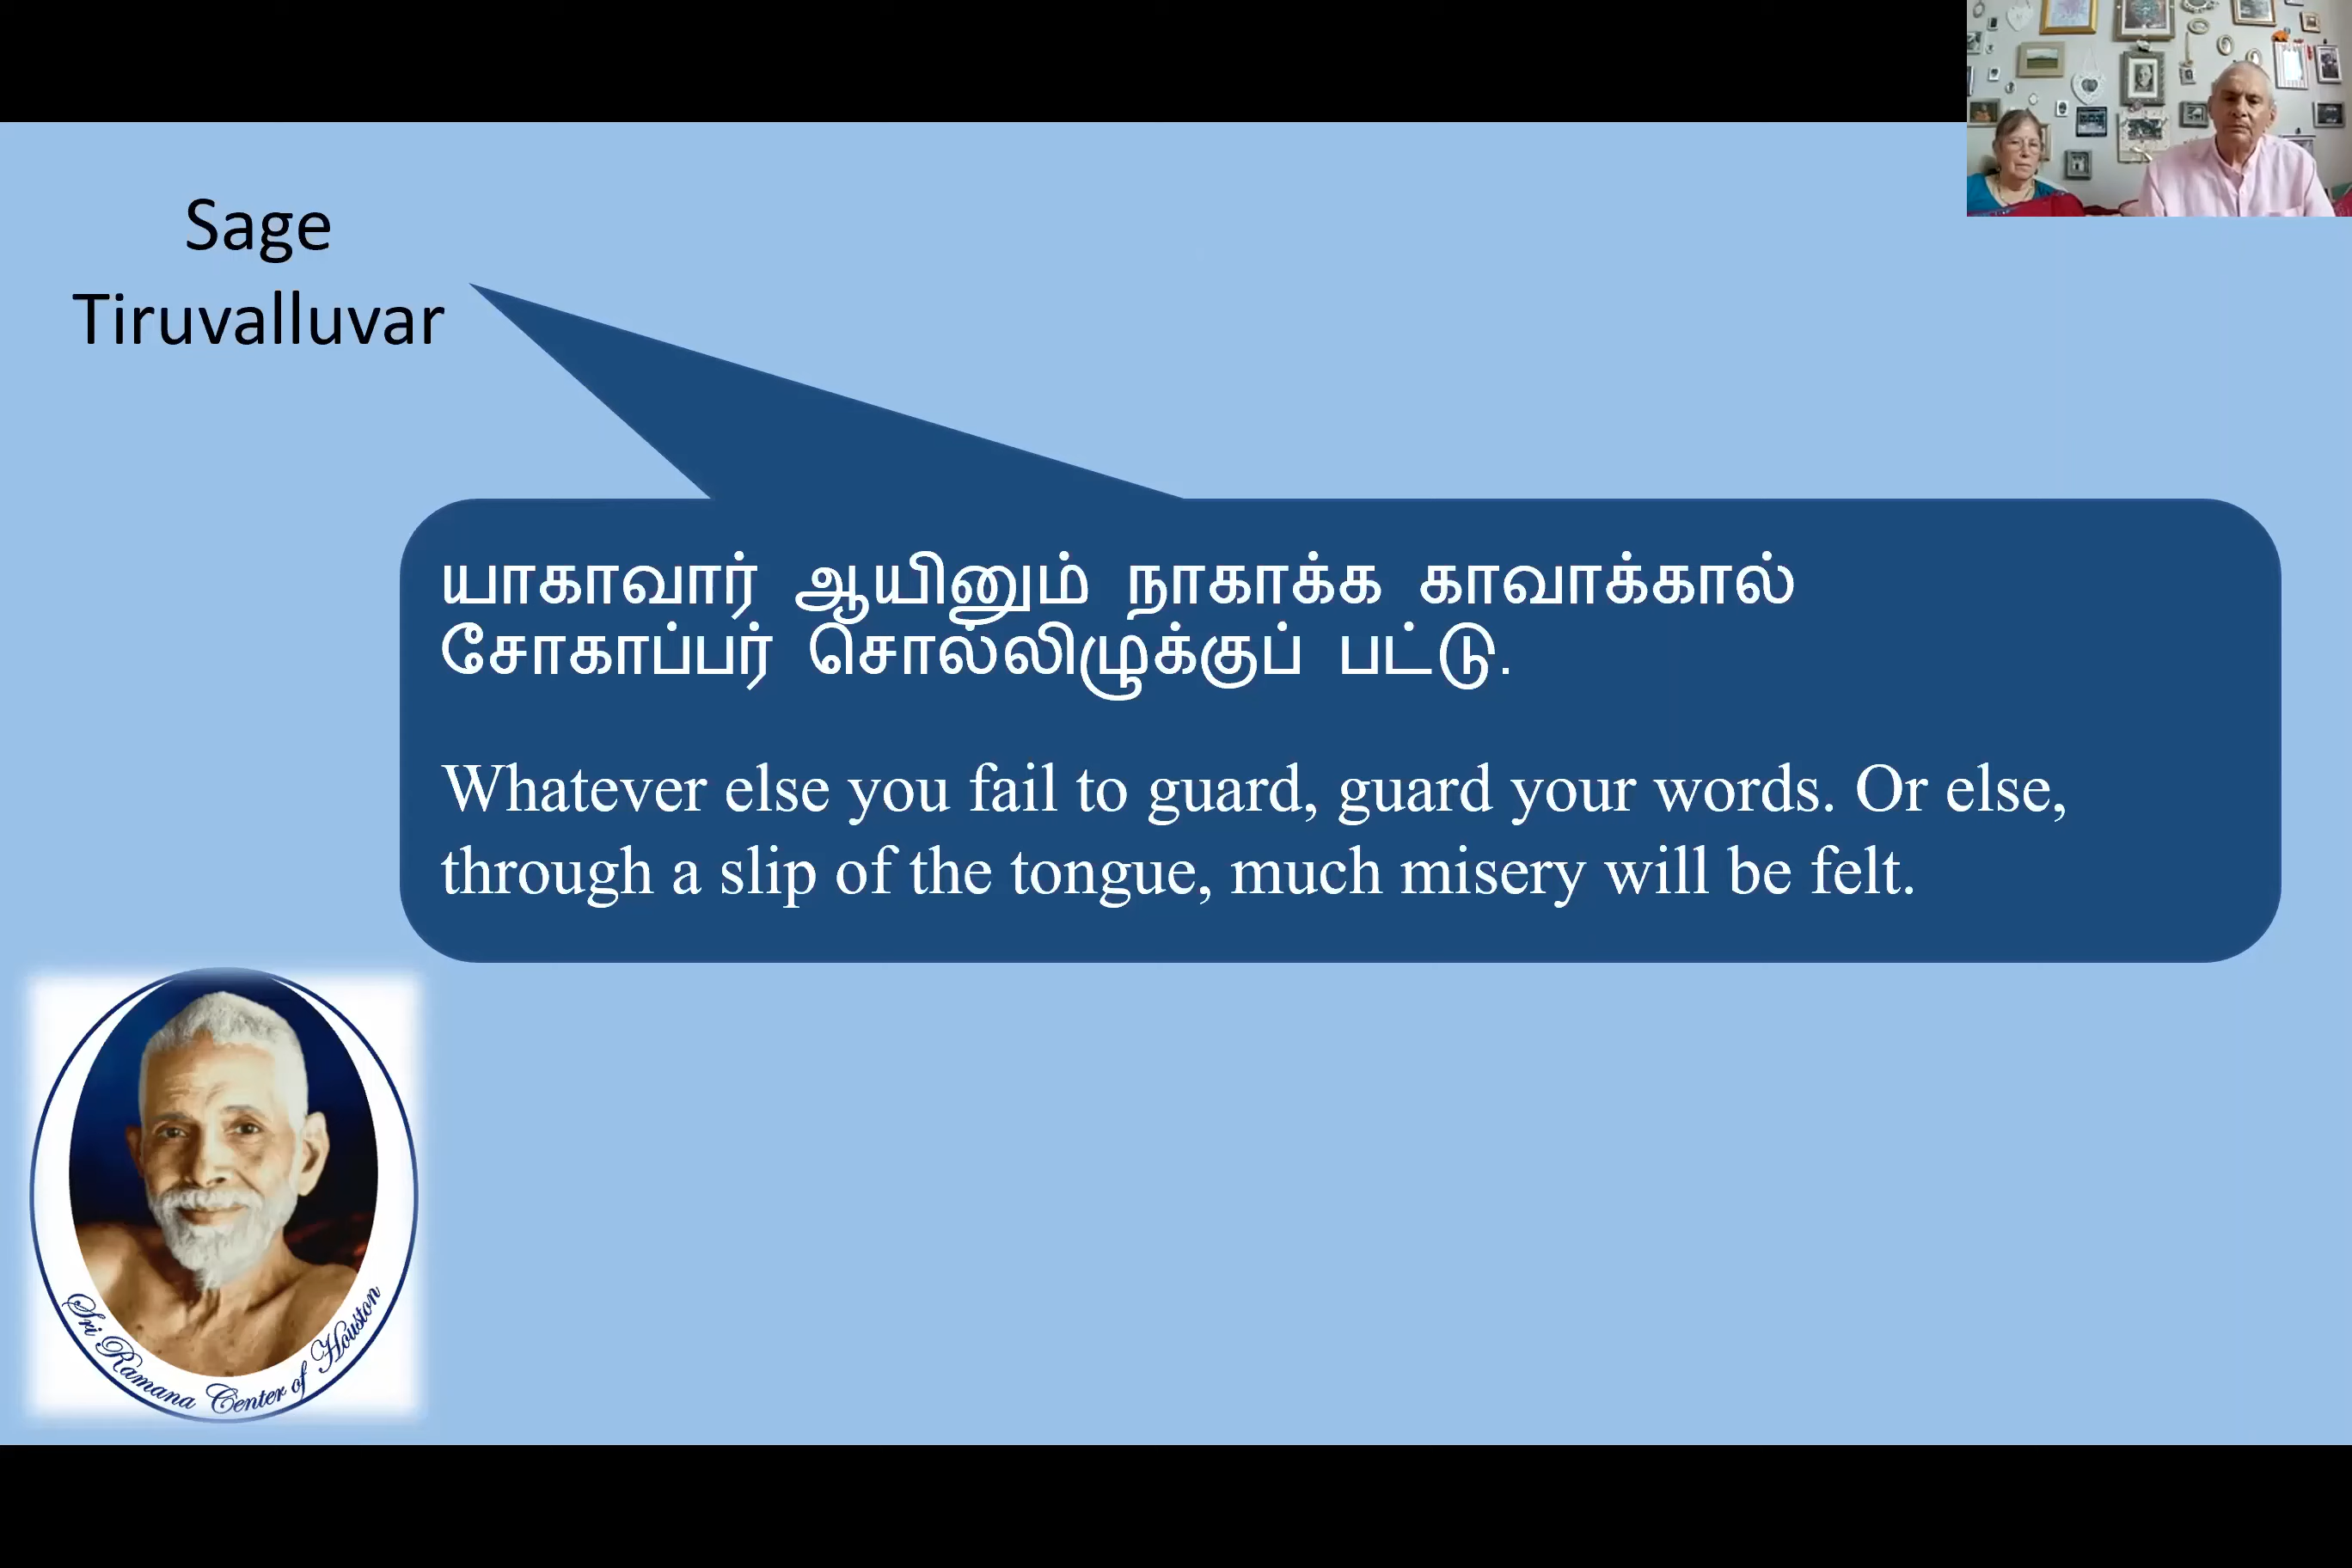 Sage
Tiruvalluvar
யாகாவார் ஆயினும் நாகாக்க காவாக்கால்
சோகாப்பர் சொல்லிழுக்குப் பட்டு.
Whatever else you fail to guard, guard your words. Or else,
through a slip of the tongue, much misery will be felt.
Sri Ramana Center of Houston